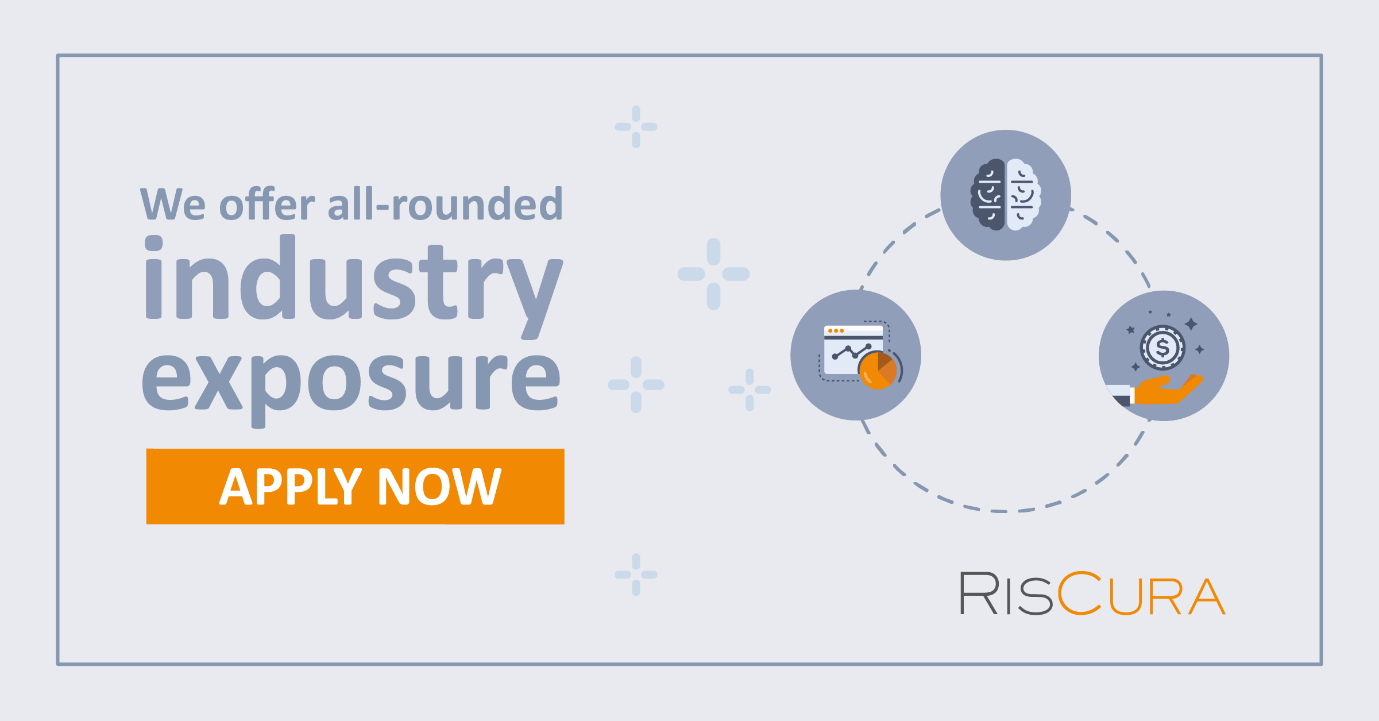 We offer all-rounded
industry
exposure
APPLY NOW
$
RISCURA